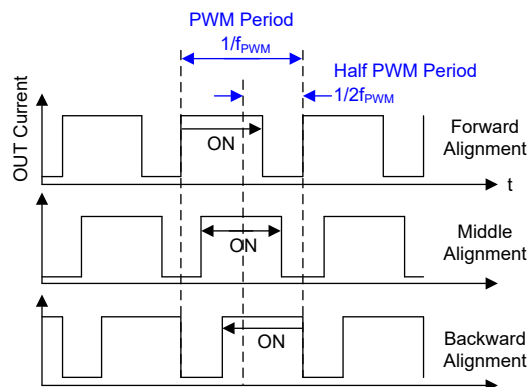 PWM Period
1/fPWM
Half PWM Period
1/2fPWM
OUT Current
ON
Forward
Alignment
t
ON
Middle
Alignment
ON
Backward
Alignment